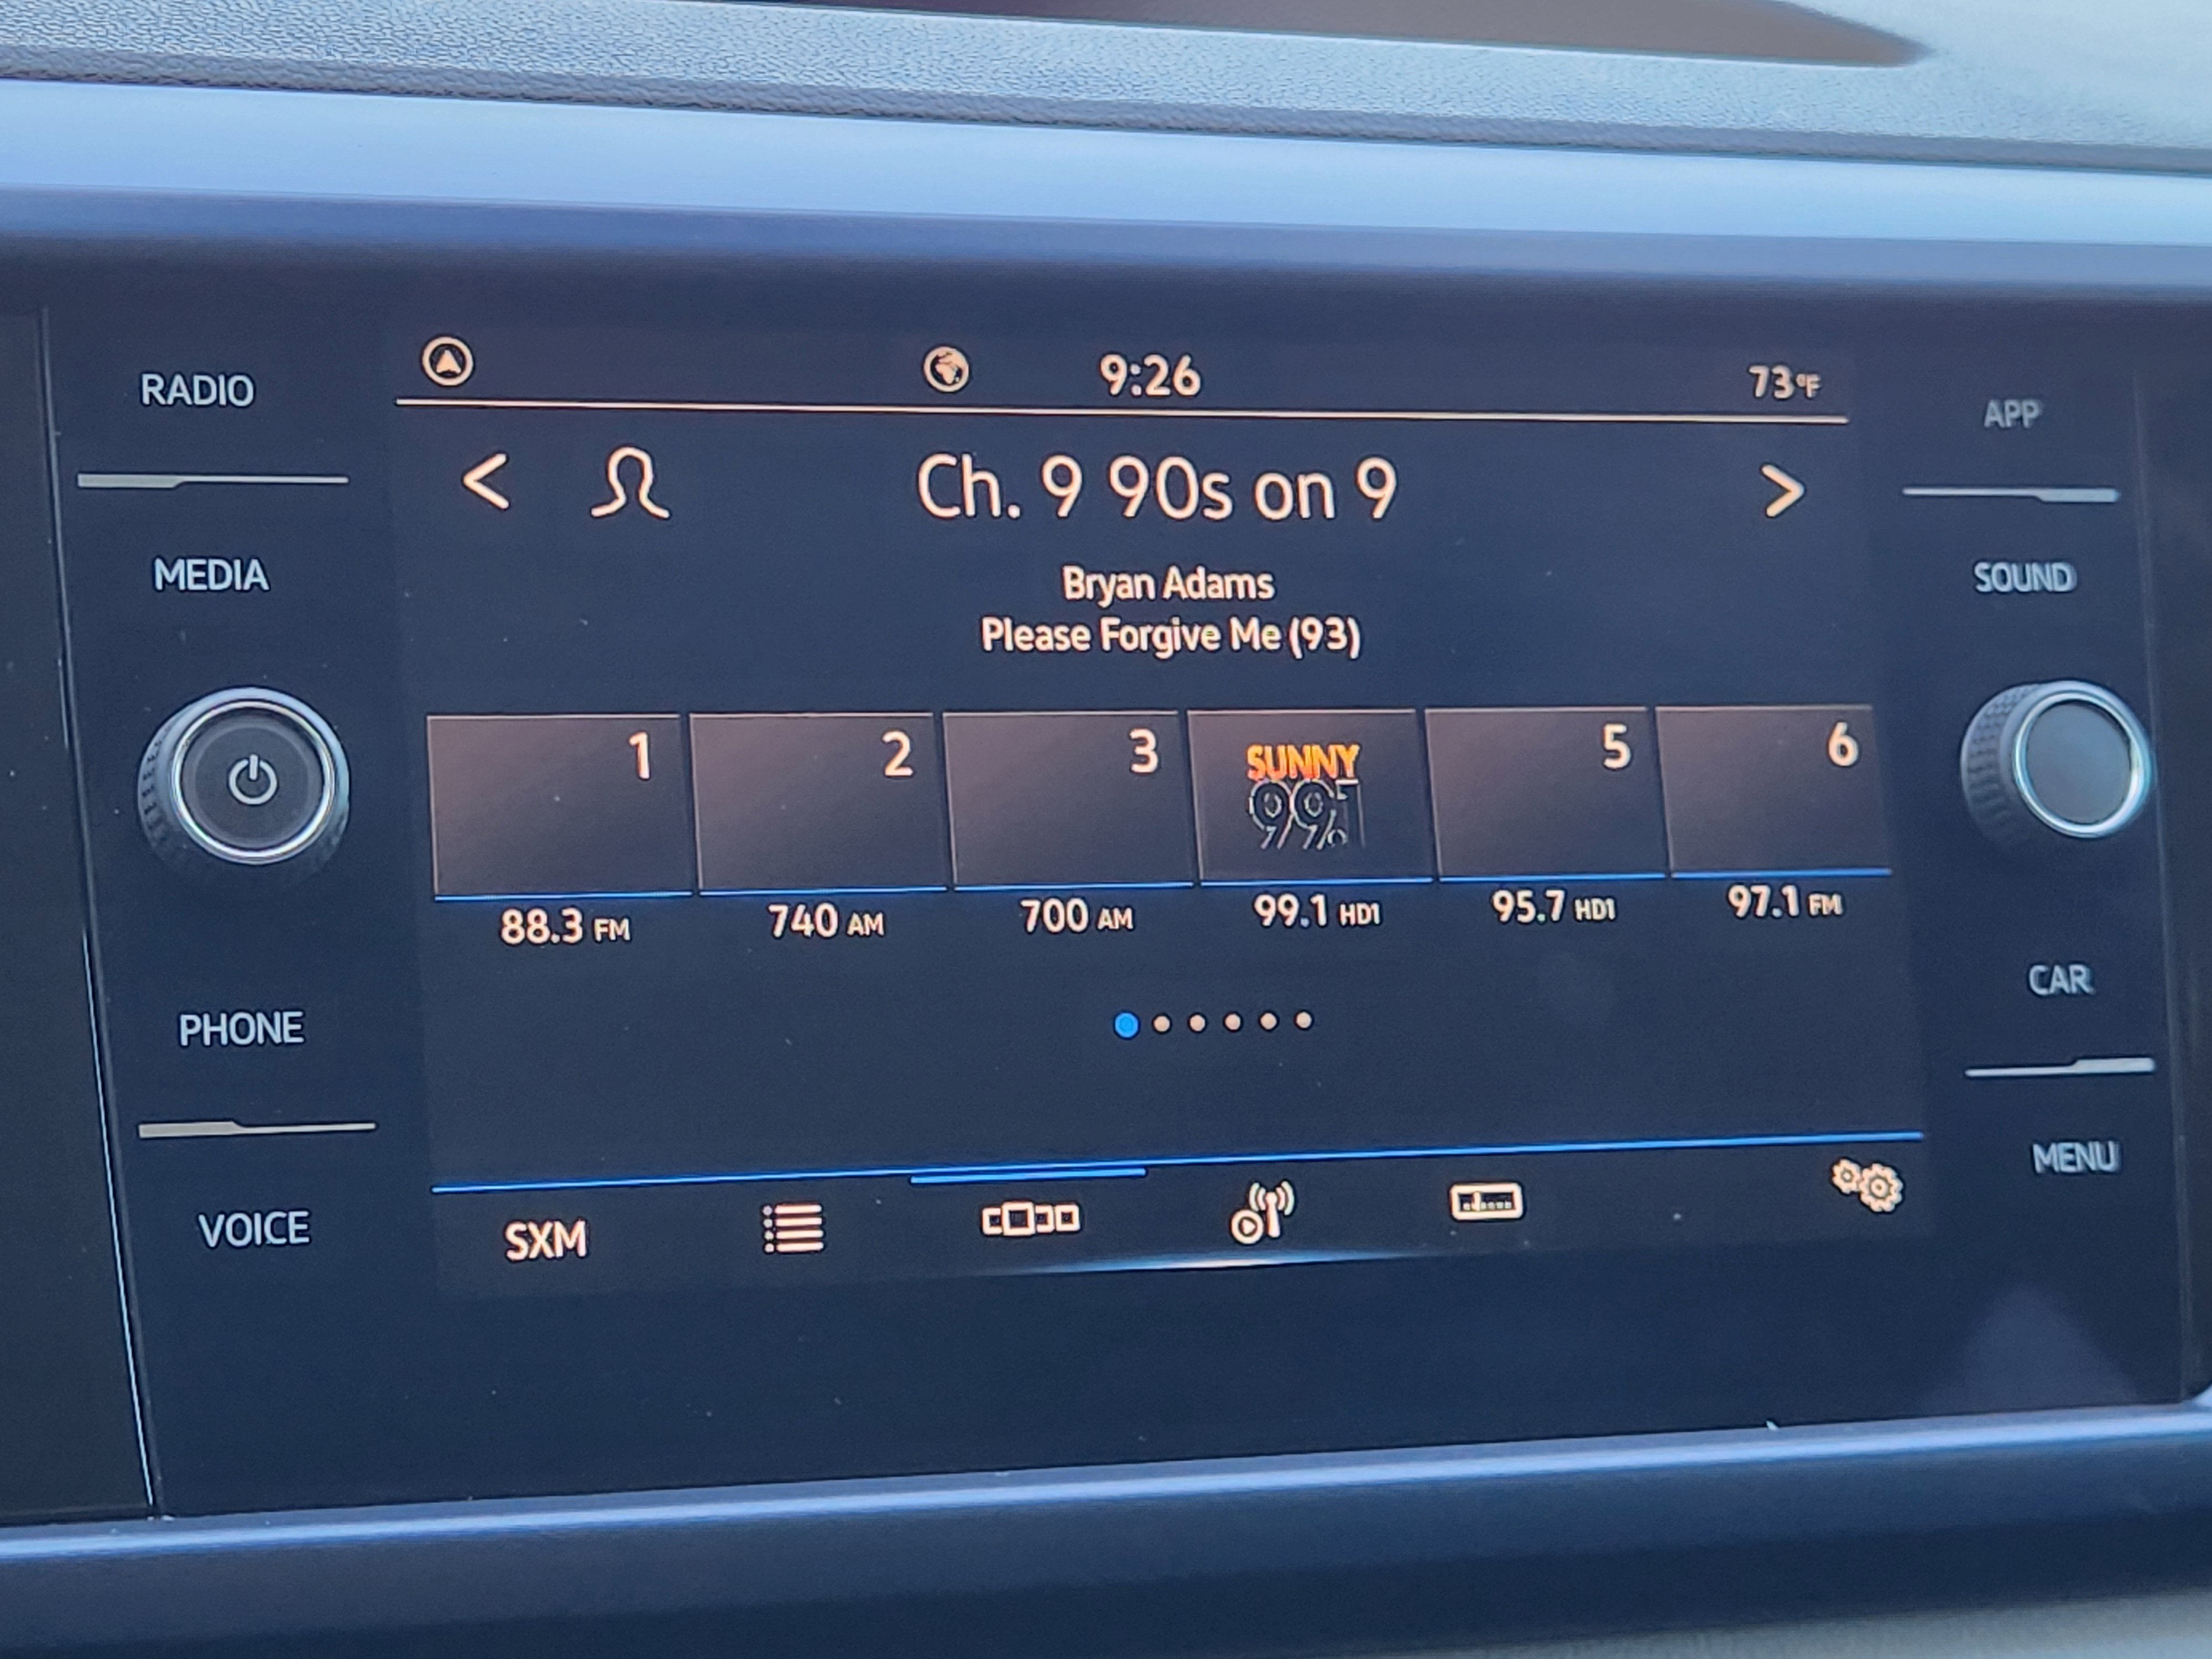 RADIO
MEDIA
PHONE
VOICE
9:26
73°F
< Ch. 9 90s on 9 >
Bryan Adams
Please Forgive Me (93)
1
2
3
SUNNY
99.1
5
6
88.3 FM
740 AM
700 AM
99.1 HD1
95.7 HD1
97.1 FM
SXM
APP
SOUND
CAR
MENU